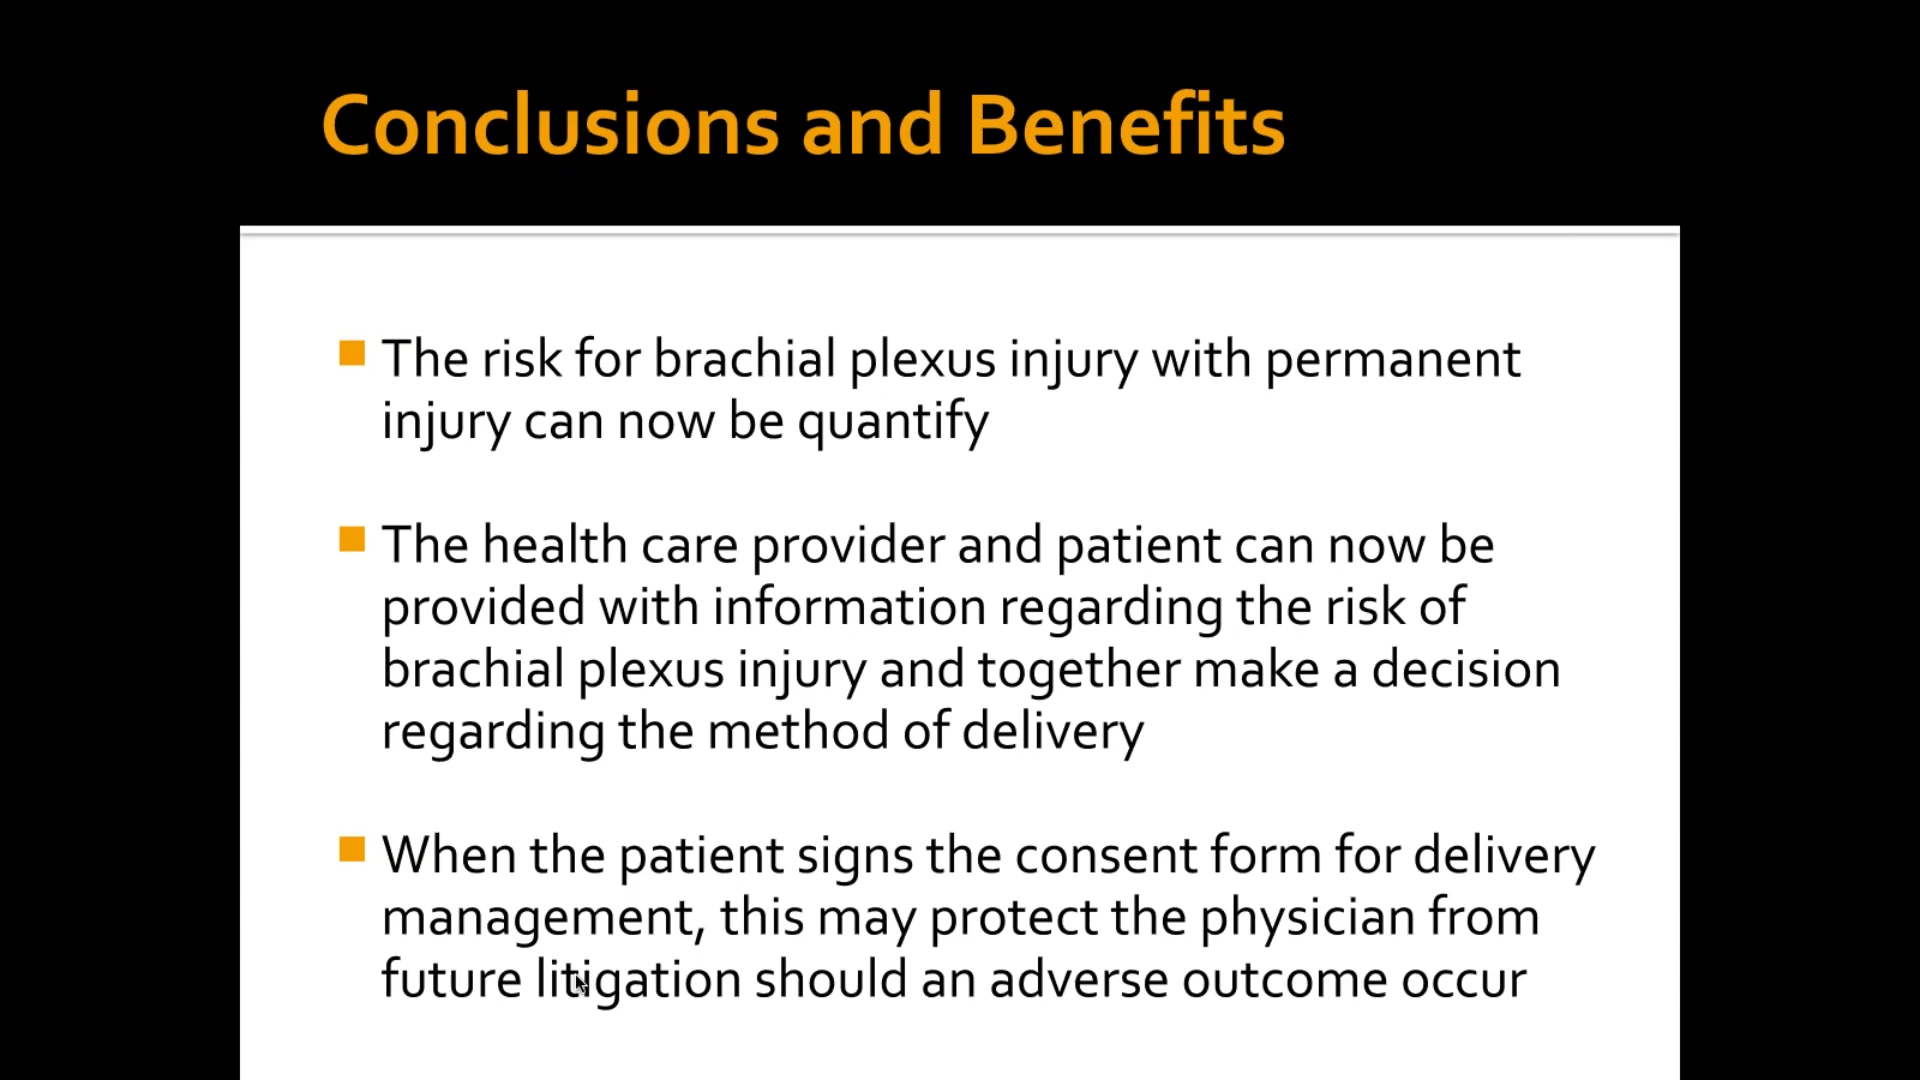 Conclusions and Benefits
The risk for brachial plexus injury with permanent
injury can now be quantify
The health care provider and patient can now be
provided with information regarding the risk of
brachial plexus injury and together make a decision
regarding the method of delivery
When the patient signs the consent form for delivery
management, this may protect the physician from
future litigation should an adverse outcome occur